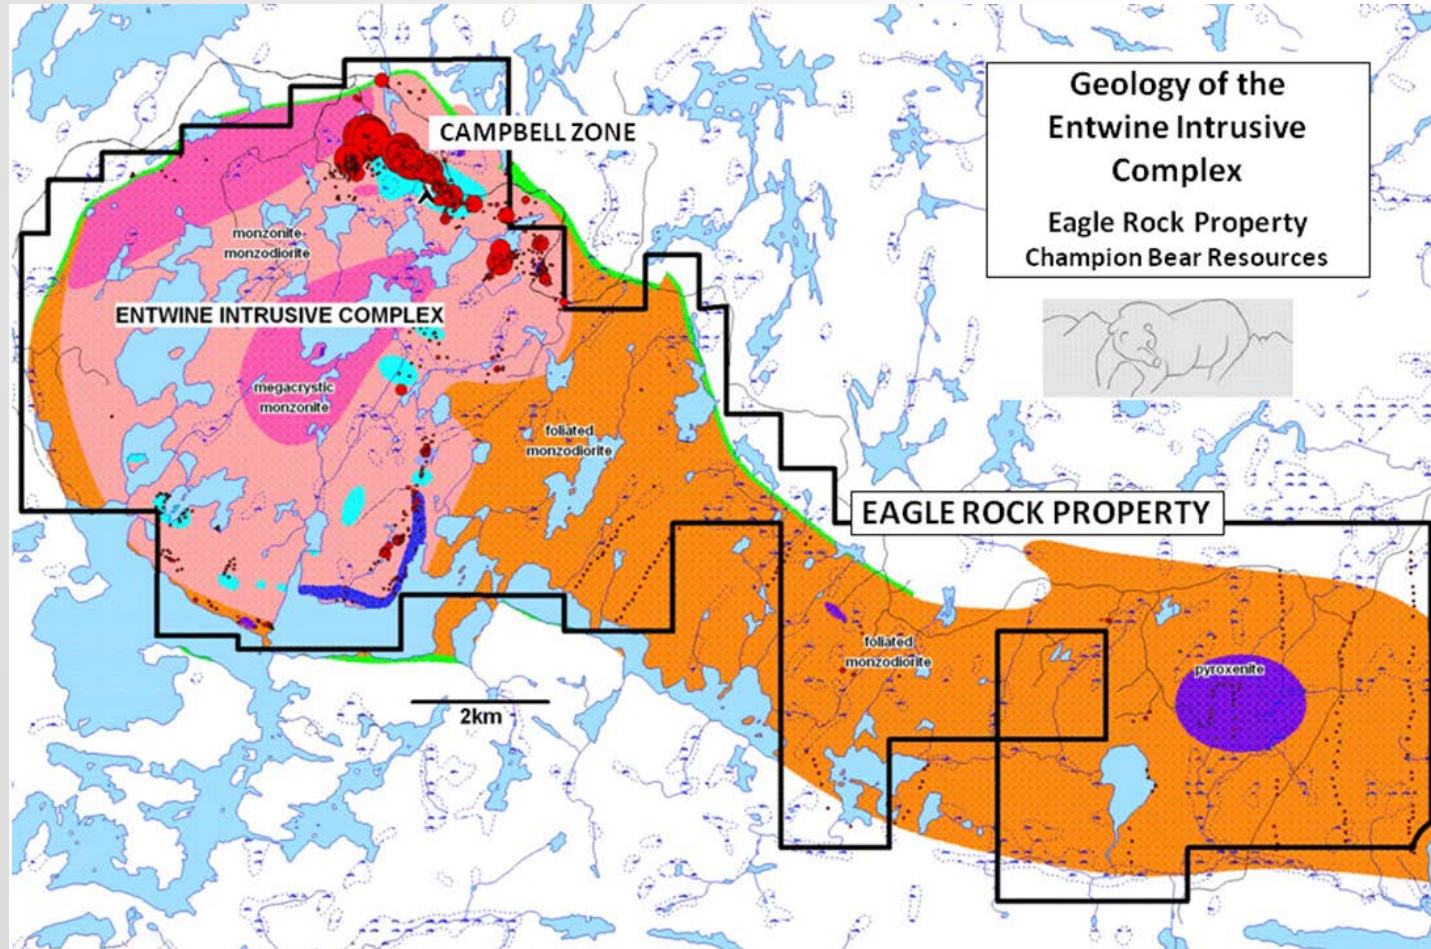 Geology of the
Entwine Intrusive
Complex
Eagle Rock Property
Champion Bear Resources
CAMPBELL ZONE
monzonite-
monzodiorite
ENTWINE INTRUSIVE COMPLEX
megacrystic
monzonite
foliated
monzodiorite
EAGLE ROCK PROPERTY
foliated
monzodiorite
pyroxenite
2km